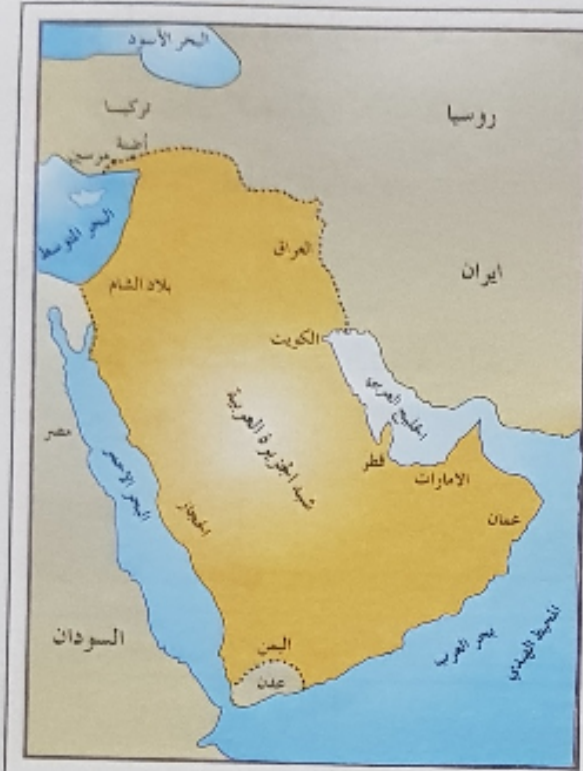 البحر الأسود
تركيا
روسيا
أضنة
مرسين
البحر المتوسط
العراق
ايران
بلاد الشام
الكويت
الخليج العربي
شبه الجزيرة العربية
مصر
البحر الاحمر
الحجاز
قطر
الامارات
عمان
السودان
اليمن
عدن
بحر العرب
المحيط الهندي